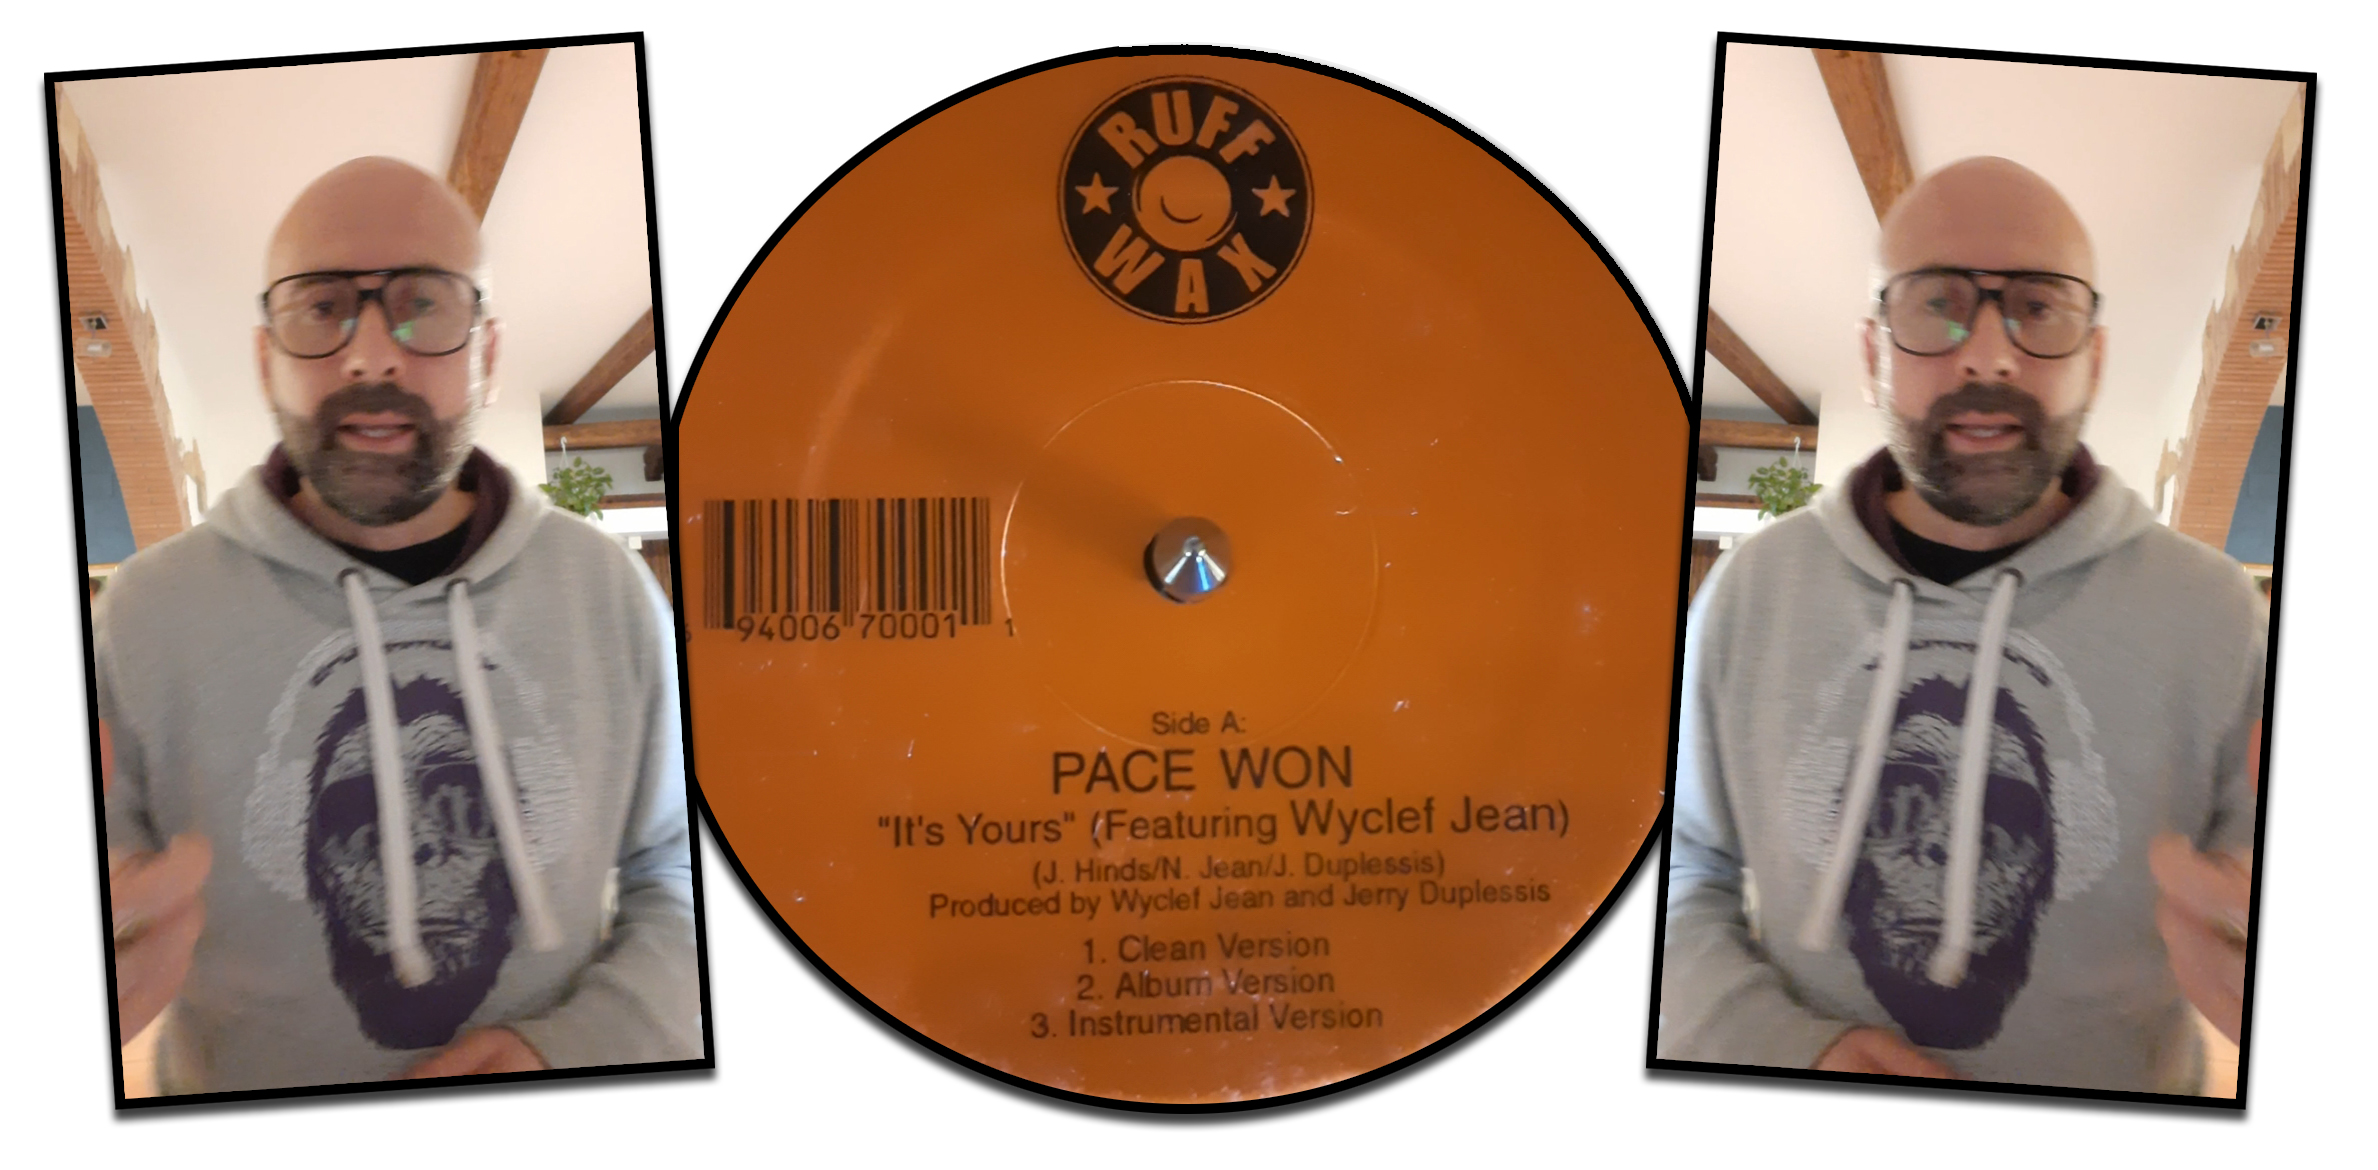 RUFF
WAX
94006 70001 1
Side A:
PACE WON
"It's Yours" (Featuring Wyclef Jean)
(J. Hinds/N. Jean/J. Duplessis)
Produced by Wyclef Jean and Jerry Duplessis
1. Clean Version
2. Album Version
3. Instrumental Version